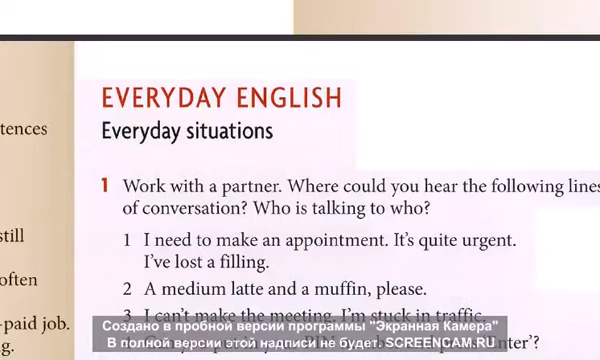 EVERYDAY ENGLISH
Everyday situations
tences
1 Work with a partner. Where could you hear the following lines
of conversation? Who is talking to who?
still
1 I need to make an appointment. It's quite urgent.
I've lost a filling.
often
2 A medium latte and a muffin, please.
3 I can't make the meeting. I'm stuck in traffic.
-paid job.
Создано в пробной версии программы "Экранная Камера"
g.
В полной версии этой надписи не будет. SCREENCAM.RU